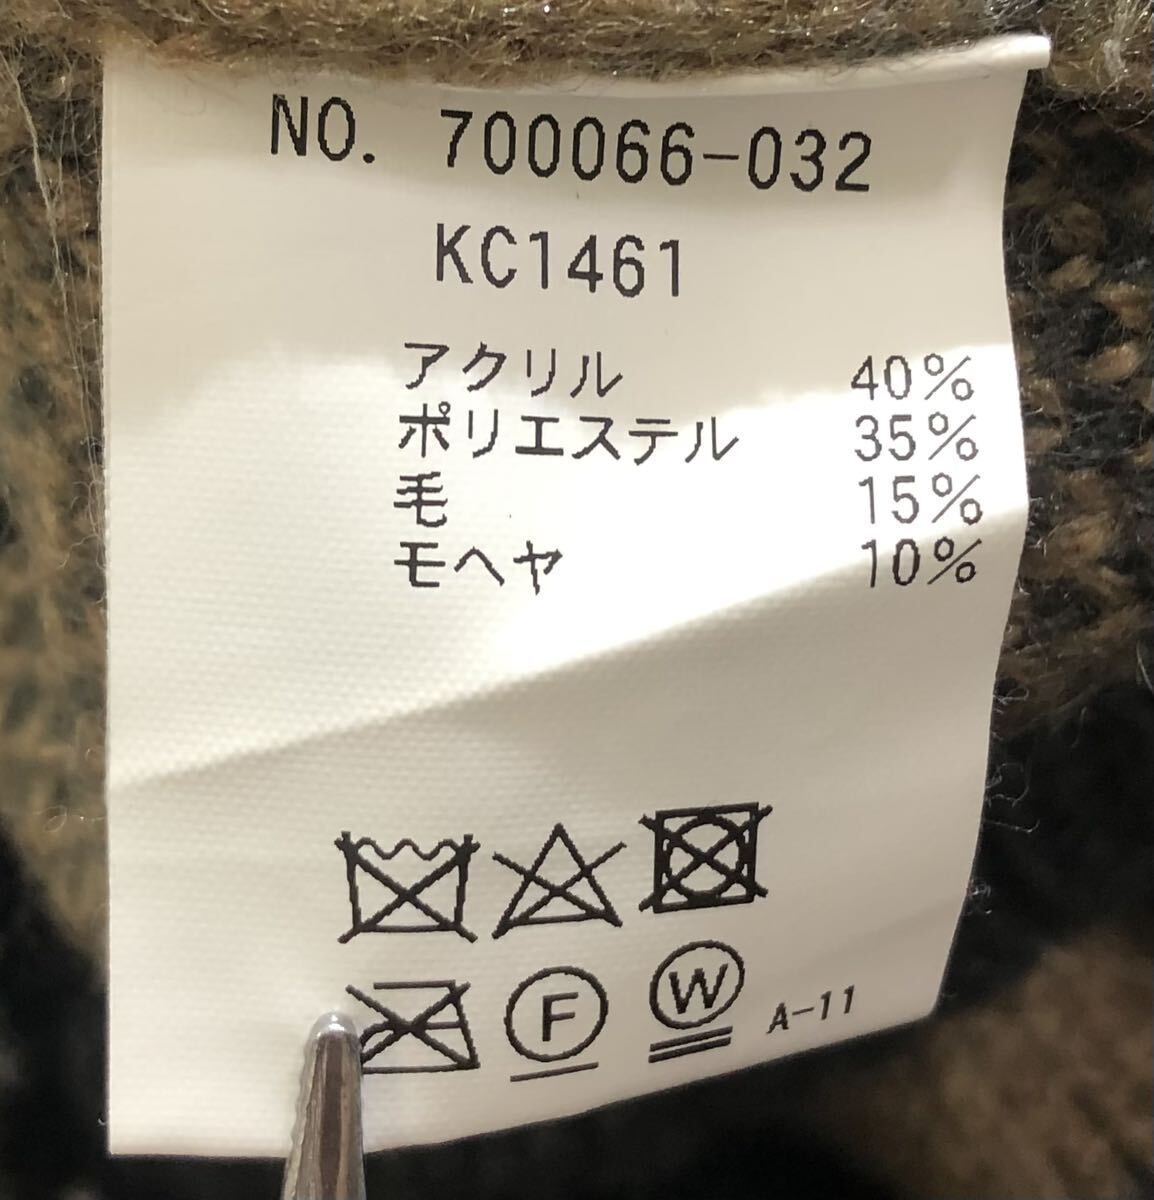 NO. 700066-032
KC1461
アクリル 40%
ポリエステル 35%
毛 15%
モヘヤ 10%
F W A-11